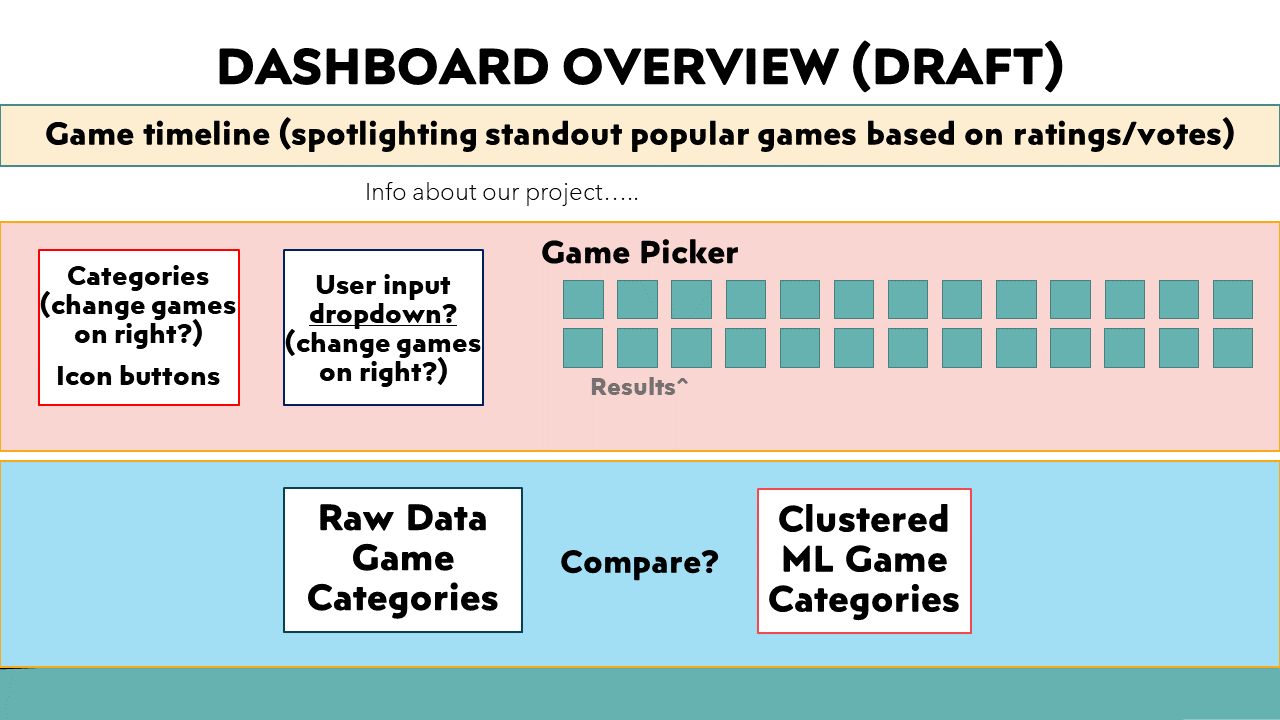 DASHBOARD OVERVIEW (DRAFT)
Game timeline (spotlighting standout popular games based on ratings/votes)
Info about our project.....
Categories
(change games
on right?)
Icon buttons
User input
dropdown?
(change games
on right?)
Game Picker
Results^
Raw Data
Game
Categories
Compare?
Clustered
ML Game
Categories